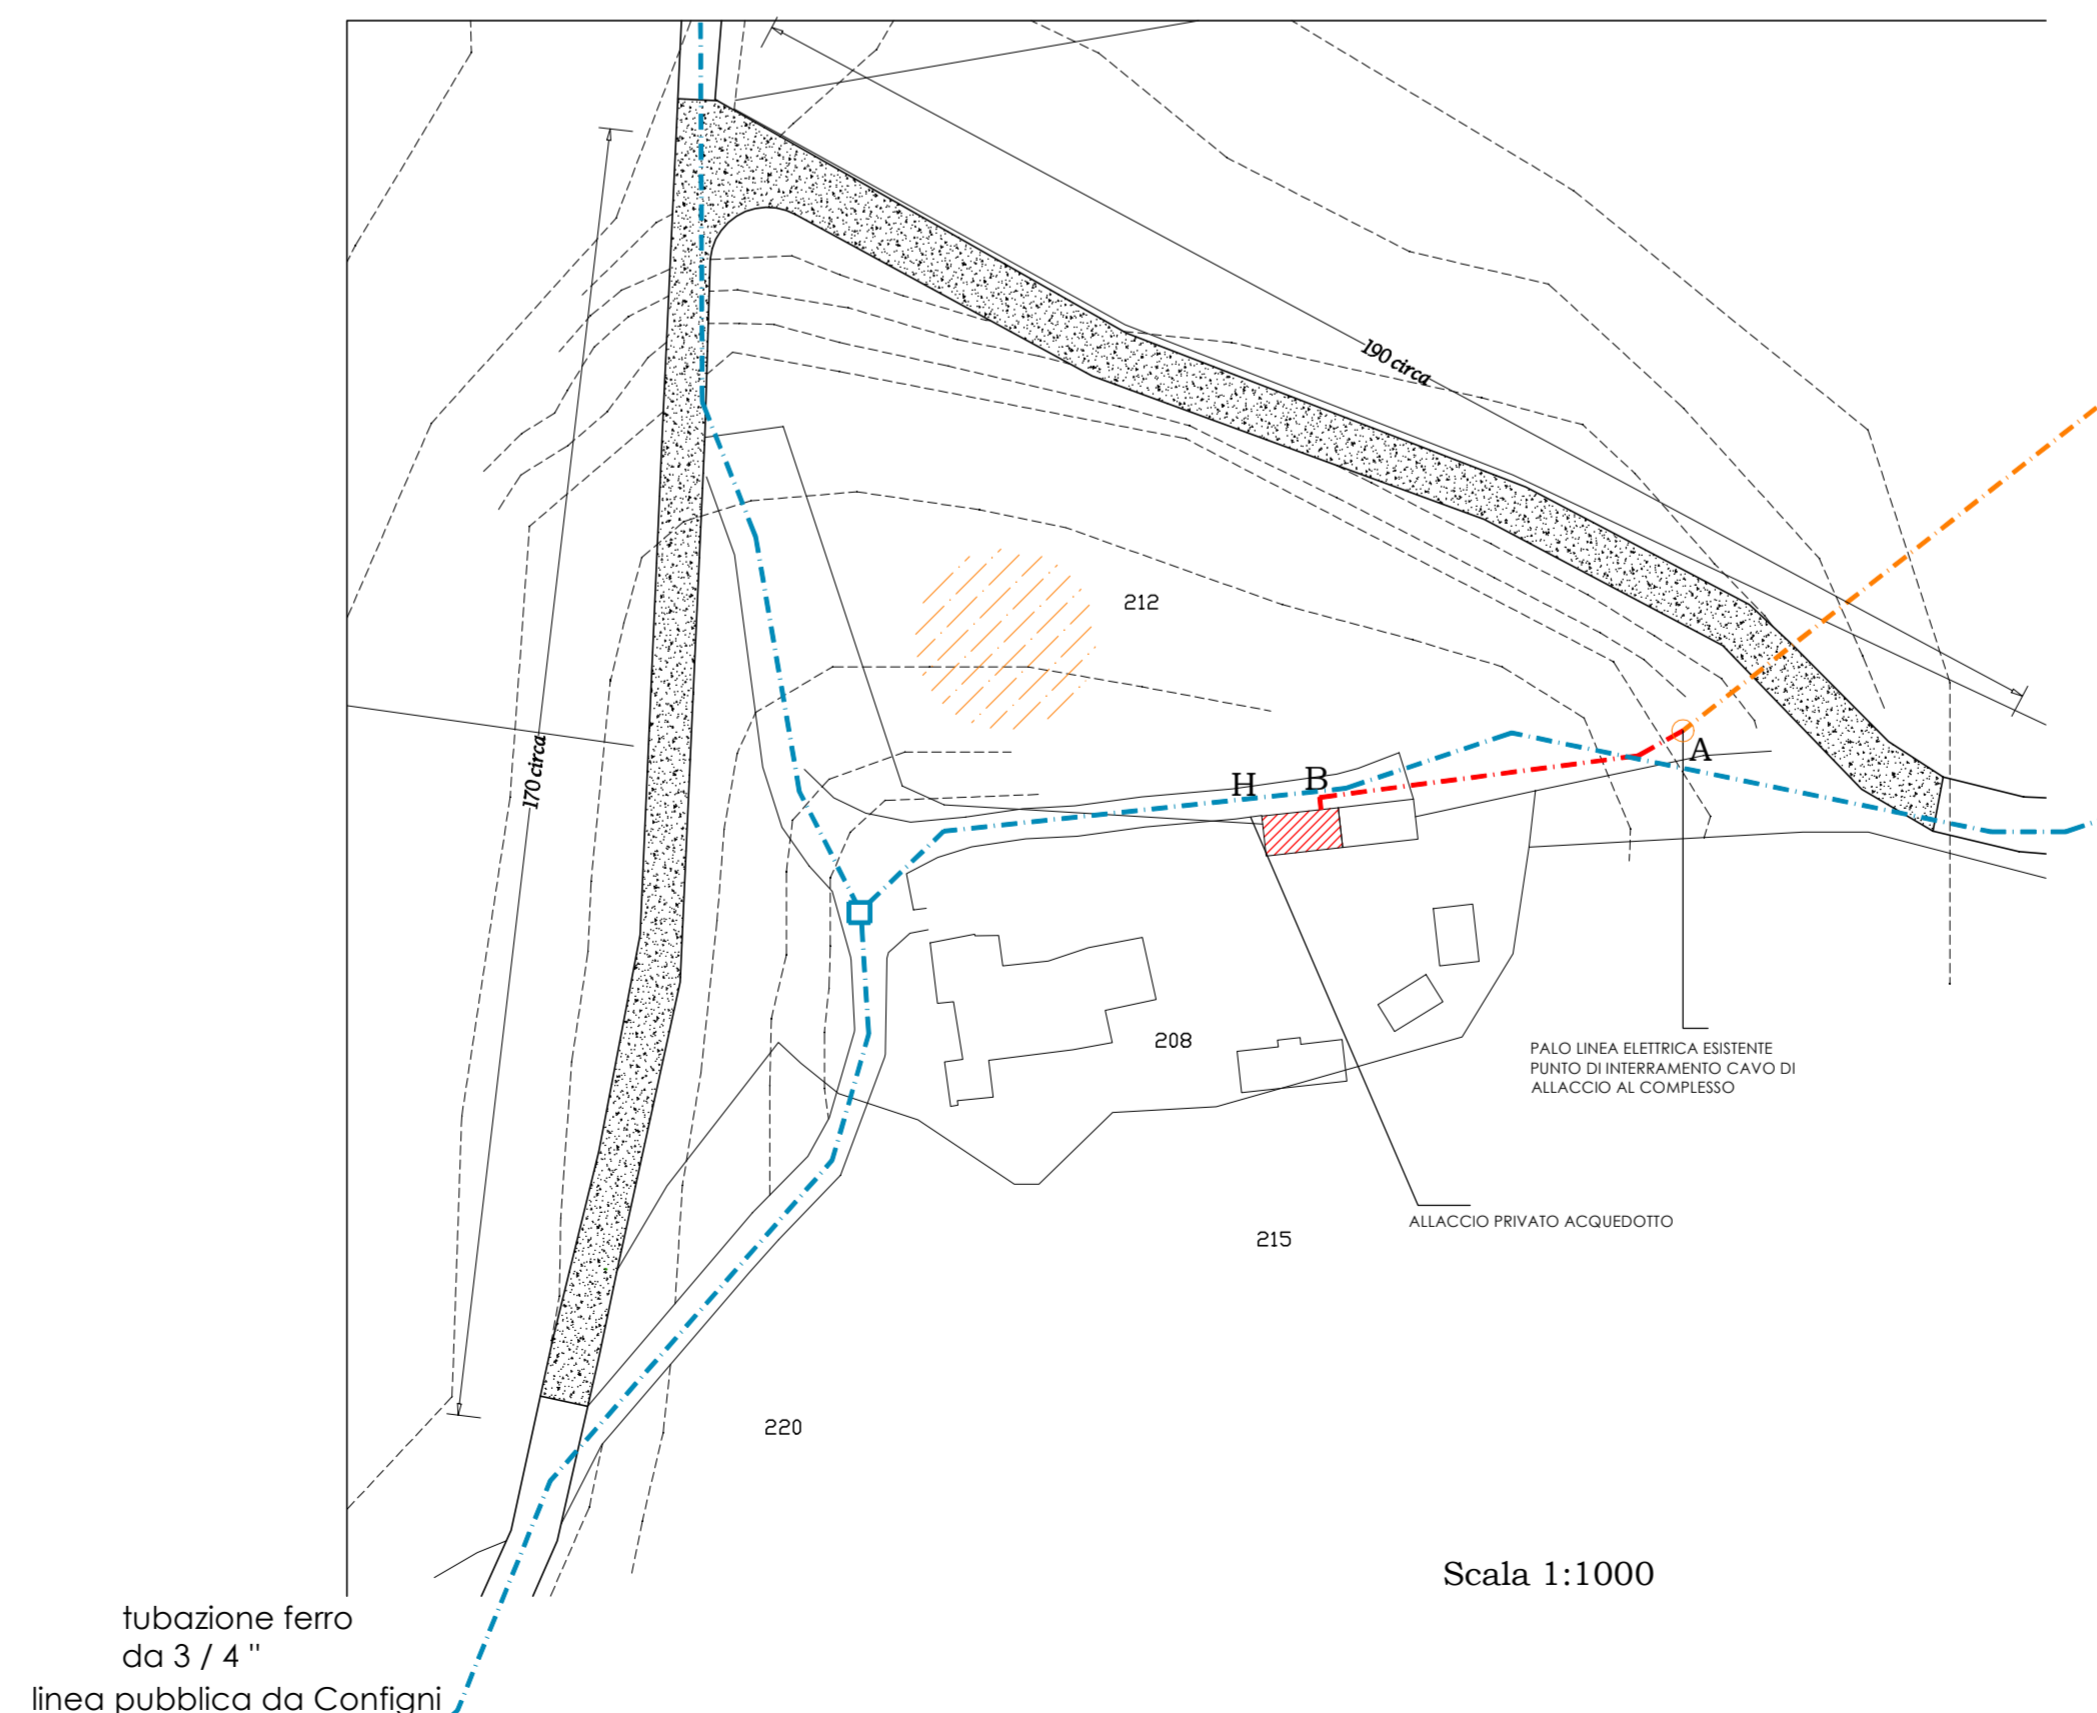 190 circa
212
170 circa
A
B
H
208
PALO LINEA ELETTRICA ESISTENTE
PUNTO DI INTERRAMENTO CAVO DI
ALLACCIO AL COMPLESSO
ALLACCIO PRIVATO ACQUEDOTTO
215
220
Scala 1:1000
tubazione ferro
da 3 / 4 "
linea pubblica da Configni